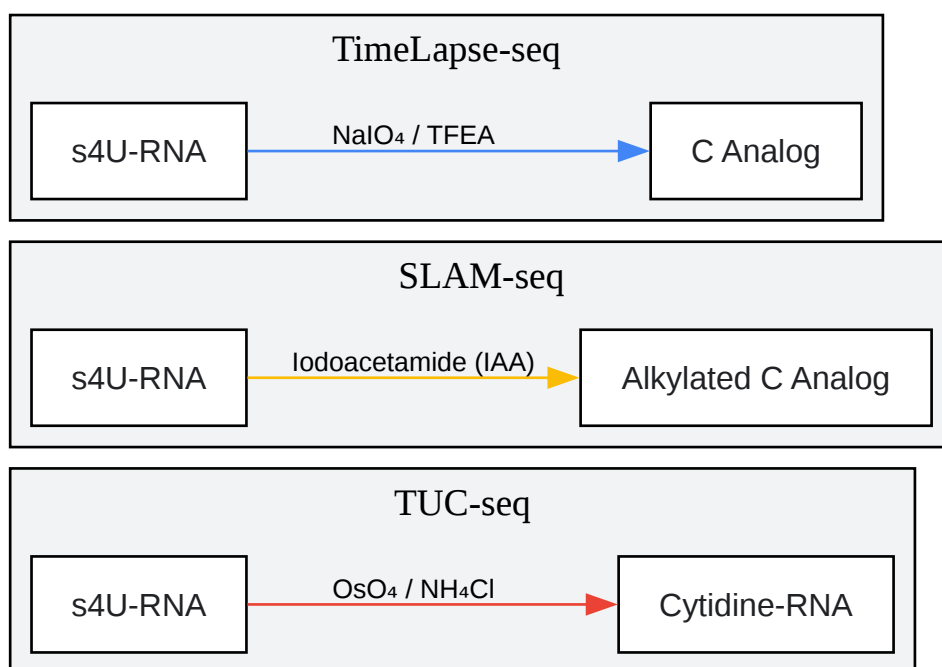 TimeLapse-seq
s4U-RNA
NaIO₄ / TFEA
C Analog
SLAM-seq
s4U-RNA
Iodoacetamide (IAA)
Alkylated C Analog
TUC-seq
s4U-RNA
OsO₄ / NH₄Cl
Cytidine-RNA